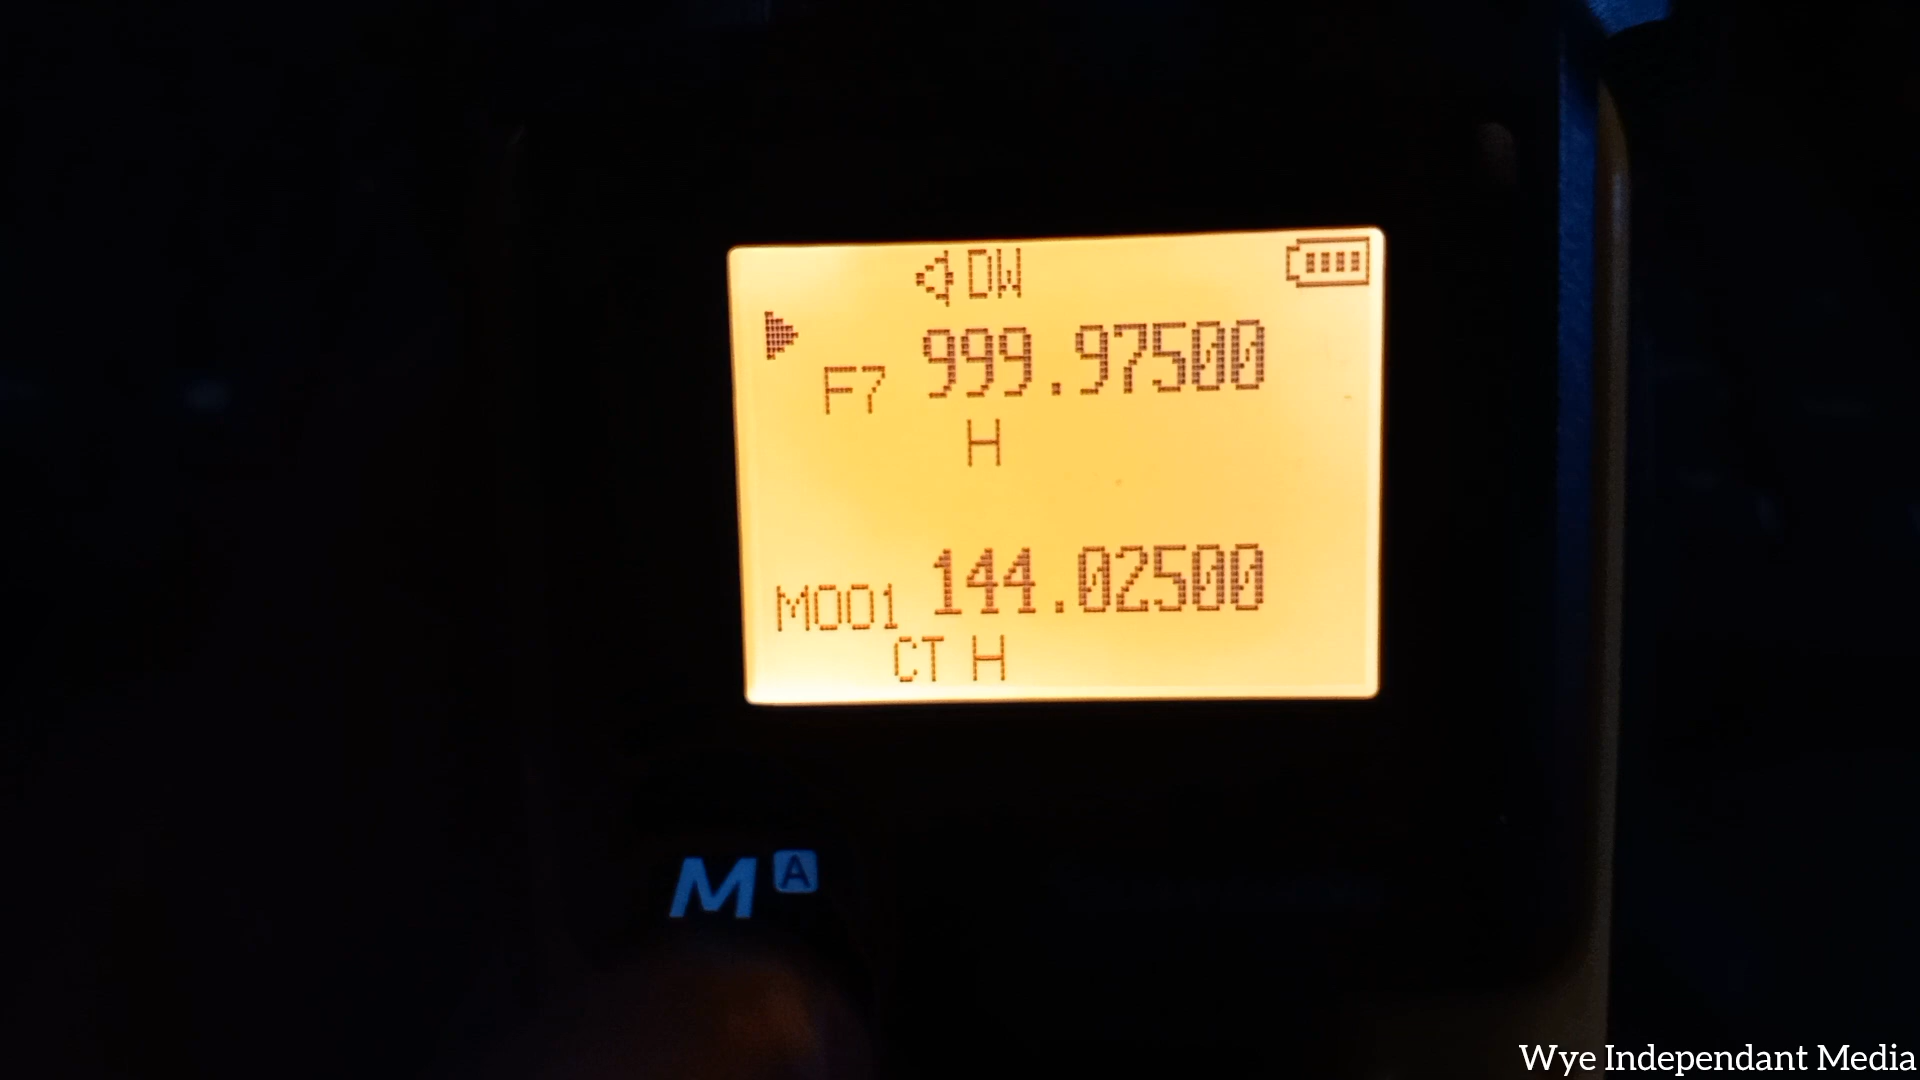 DW
F7 999.97500
H
M001 144.02500
CT H
M A
Wye Independant Media